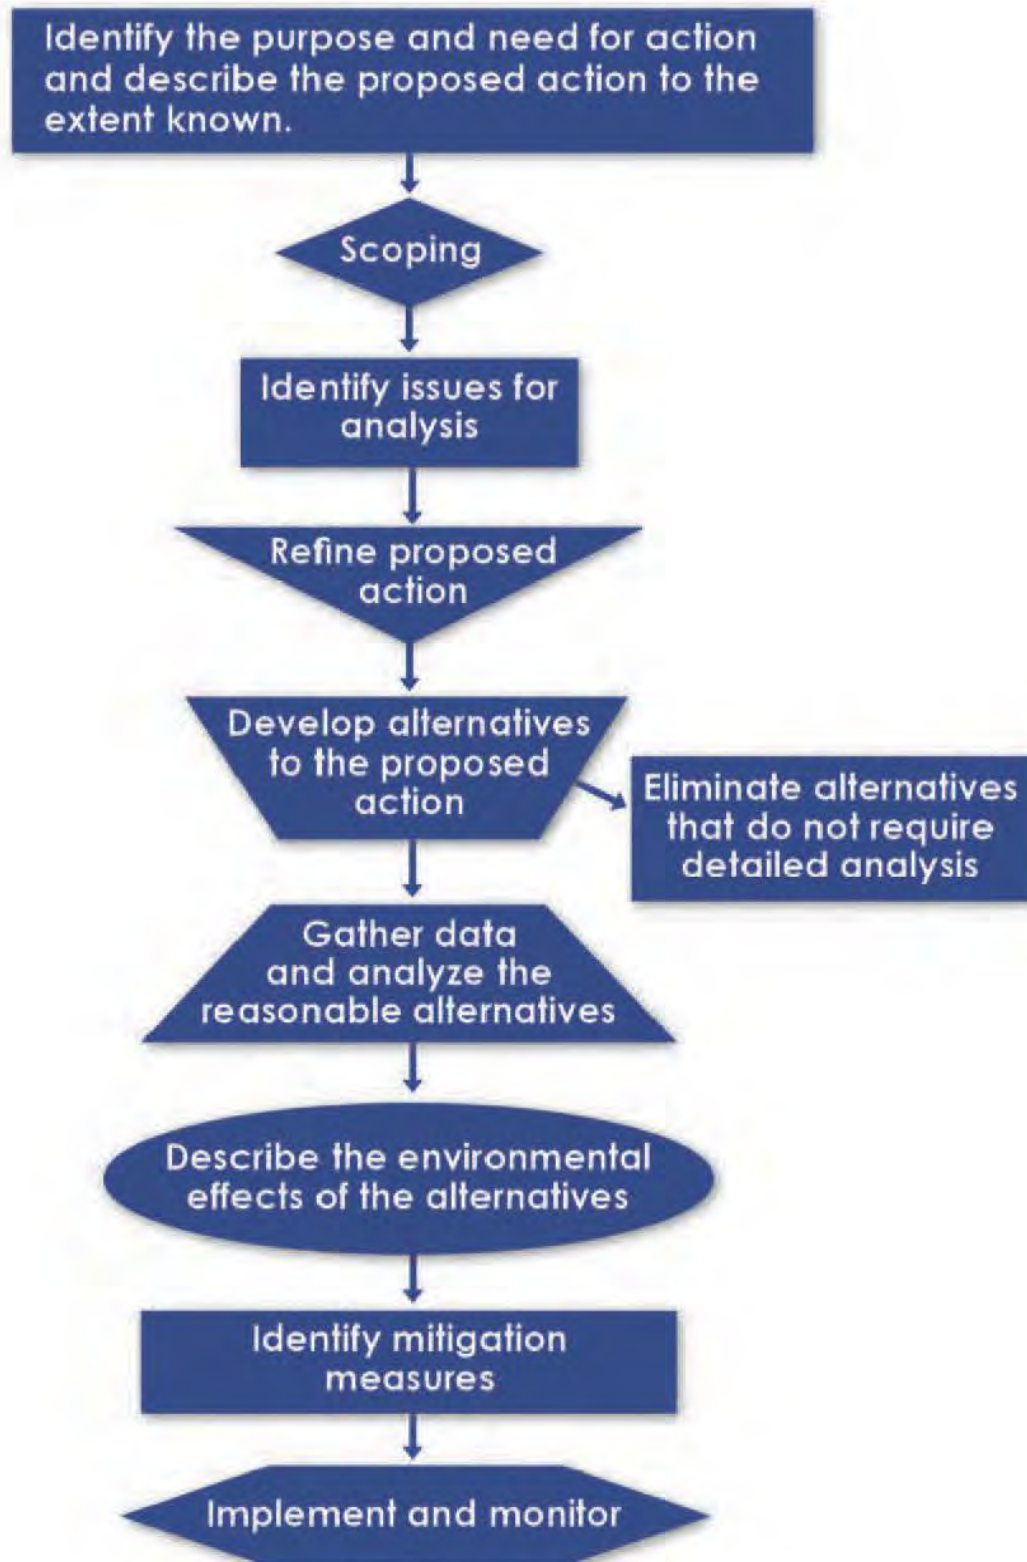 Identify the purpose and need for action
and describe the proposed action to the
extent known.
Scoping
Identify issues for
analysis
Refine proposed
action
Develop alternatives
to the proposed
action
Eliminate alternatives
that do not require
detailed analysis
Gather data
and analyze the
reasonable alternatives
Describe the environmental
effects of the alternatives
Identify mitigation
measures
Implement and monitor